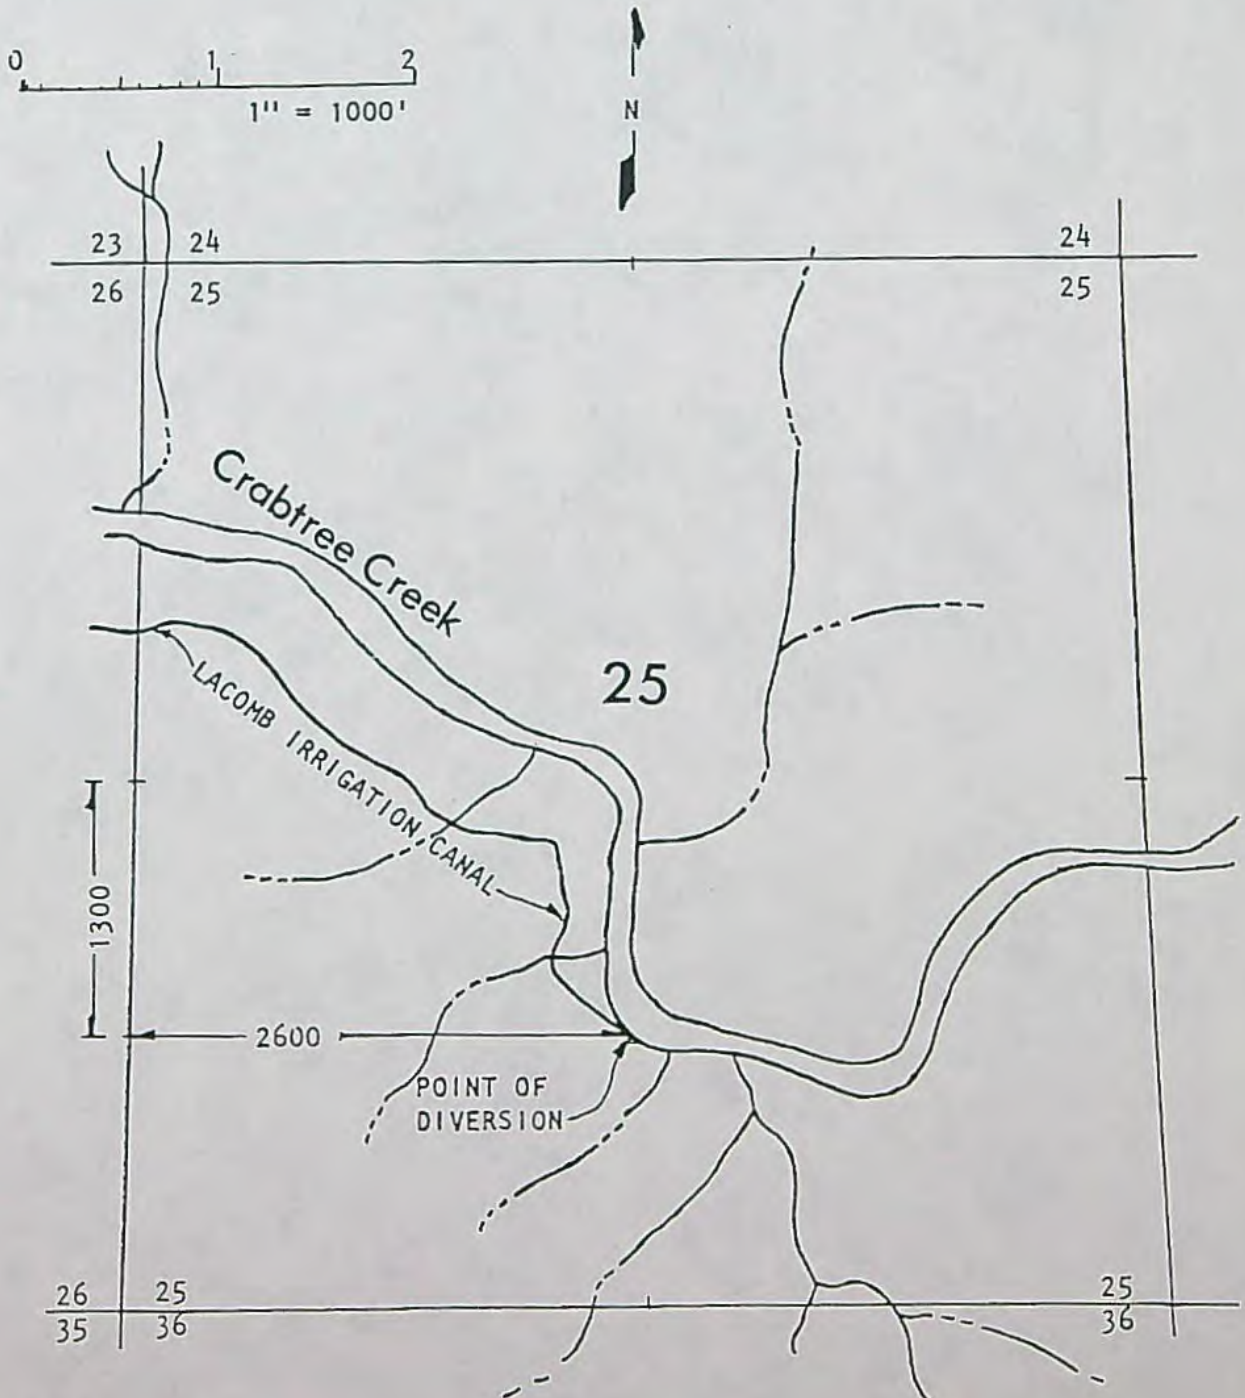 0 1 2
1" = 1000'
N
23 24
24
26 25
25
Crabtree Creek
25
LACOMB IRRIGATION CANAL
1300
2600
POINT OF
DIVERSION
26 25
25
35 36
36